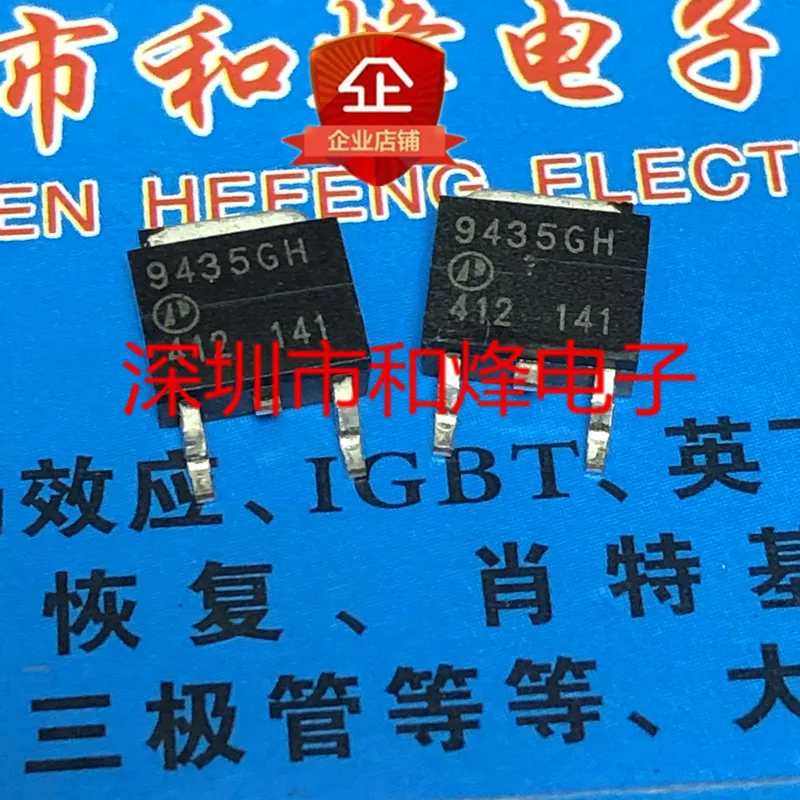 市和烽电子
企
企业店铺
EN HEFENG ELECT
9435GH
412 141
9435GH
412 141
深圳市和烽电子
效应、IGBT、英
恢复、肖特基
三极管等等、大